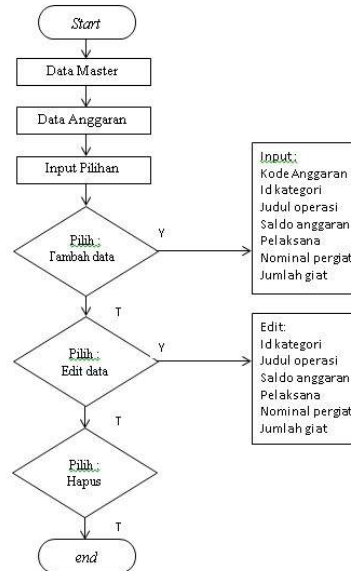 Start
Data Master
Data Anggaran
Input Pilihan
Pilih :
Tambah data
Y
Input :
Kode Anggaran
Id kategori
Judul operasi
Saldo anggaran
Pelaksana
Nominal pergiat
Jumlah giat
T
Pilih :
Edit data
Y
Edit:
Id kategori
Judul operasi
Saldo anggaran
Pelaksana
Nominal pergiat
Jumlah giat
T
Pilih :
Hapus
T
end